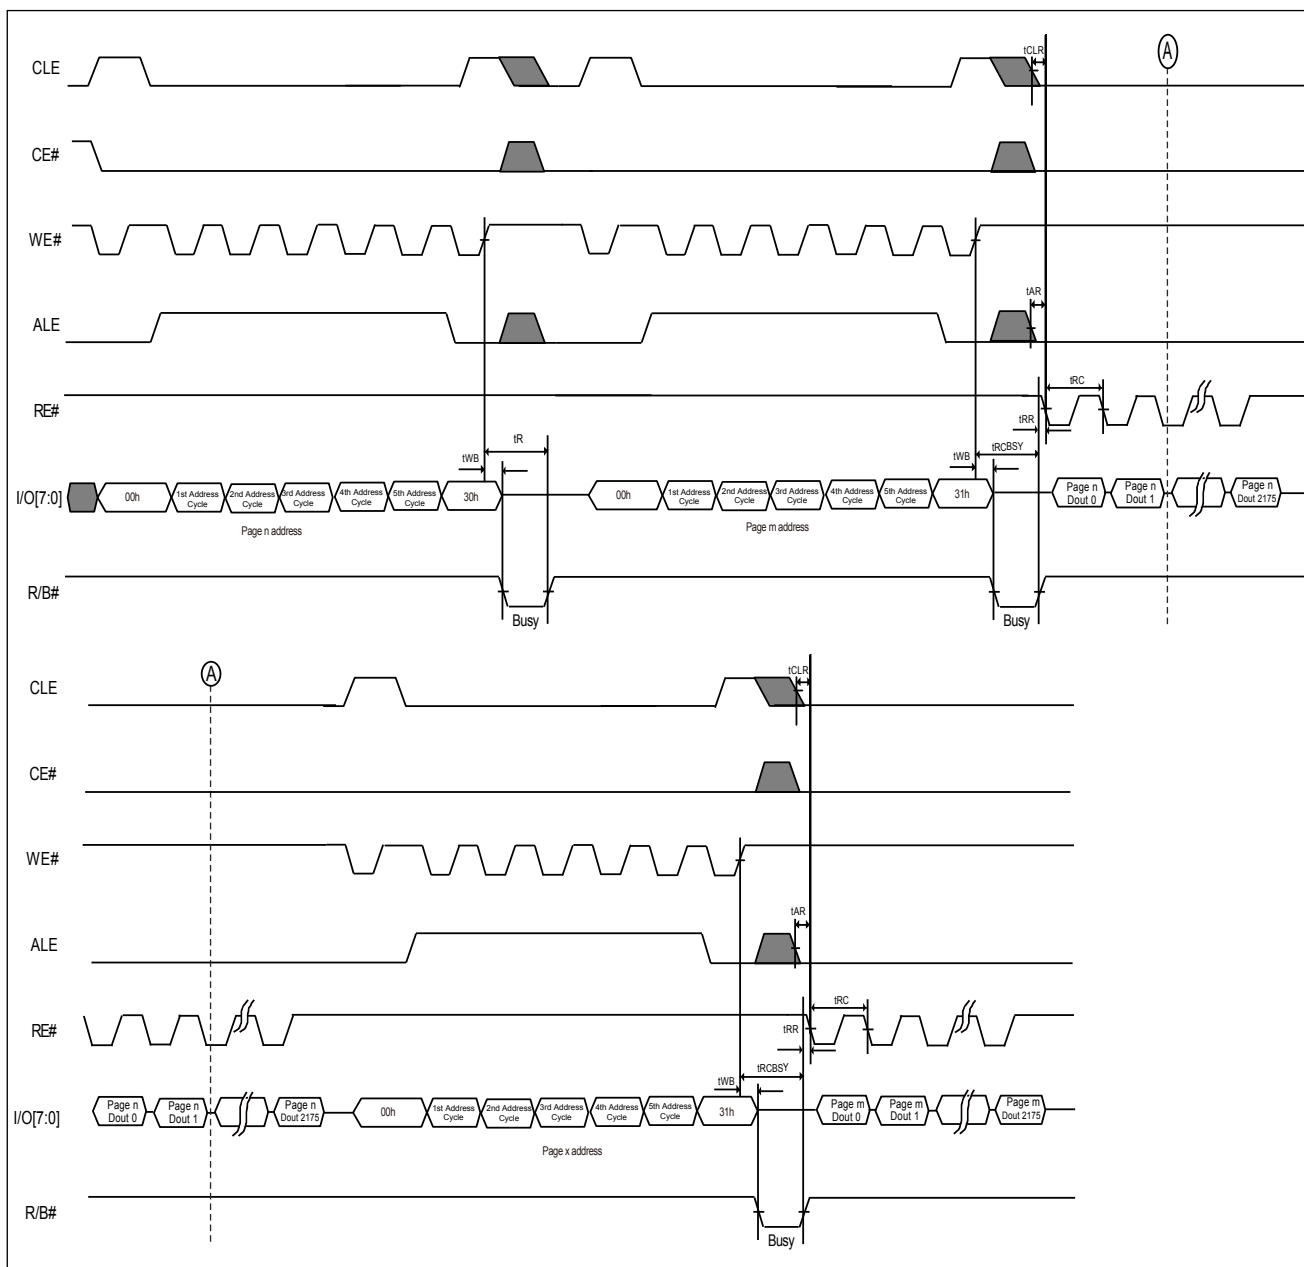 CLE
tCLR
A
CE#
WE#
ALE
tAR
RE#
tRC
tRR
tR
tWB
tWB
tRCBSY
I/O[7:0]
00h
1st Address Cycle
2nd Address Cycle
3rd Address Cycle
4th Address Cycle
5th Address Cycle
30h
00h
1st Address Cycle
2nd Address Cycle
3rd Address Cycle
4th Address Cycle
5th Address Cycle
31h
Page n Dout 0
Page n Dout 1
Page n Dout 2175
Page n address
Page m address
R/B#
Busy
Busy
A
CLE
tCLR
CE#
WE#
ALE
tAR
RE#
tRC
tRR
tRCBSY
tWB
I/O[7:0]
Page n Dout 0
Page n Dout 1
Page n Dout 2175
00h
1st Address Cycle
2nd Address Cycle
3rd Address Cycle
4th Address Cycle
5th Address Cycle
31h
Page m Dout 0
Page m Dout 1
Page m Dout 2175
Page x address
R/B#
Busy